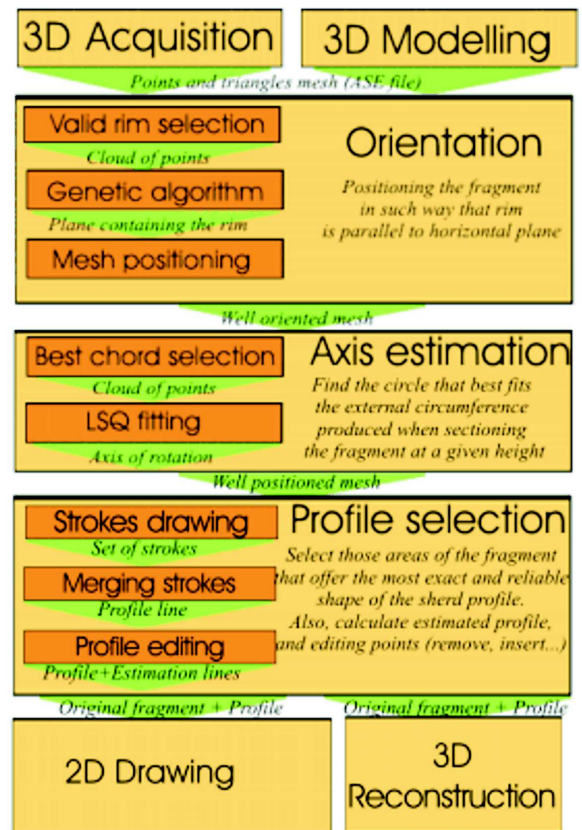 3D Acquisition
3D Modelling
Points and triangles mesh (ASE file)
Valid rim selection
Cloud of points
Genetic algorithm
Plane containing the rim
Mesh positioning
Orientation
Positioning the fragment
in such way that rim
is parallel to horizontal plane
Well oriented mesh
Best chord selection
Cloud of points
LSQ fitting
Axis of rotation
Axis estimation
Find the circle that best fits
the external circumference
produced when sectioning
the fragment at a given height
Well positioned mesh
Strokes drawing
Set of strokes
Merging strokes
Profile line
Profile editing
Profile+Estimation lines
Profile selection
Select those areas of the fragment
that offer the most exact and reliable
shape of the sherd profile.
Also, calculate estimated profile,
and editing points (remove, insert...)
Original fragment + Profile
Original fragment + Profile
2D Drawing
3D
Reconstruction